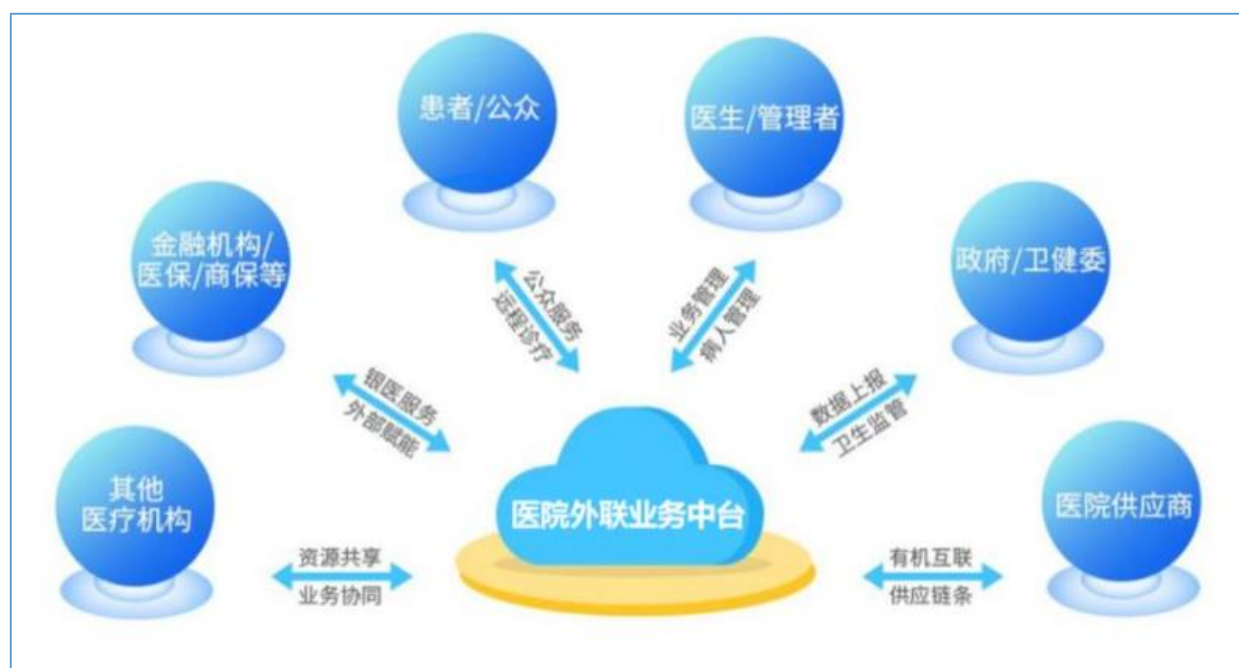 患者/公众
医生/管理者
金融机构/
医保/商保等
政府/卫健委
公众服务
远程诊疗
业务管理
病人管理
银医服务
外部赋能
数据上报
卫生监管
其他
医疗机构
医院外联业务中台
医院供应商
资源共享
业务协同
有机互联
供应链条